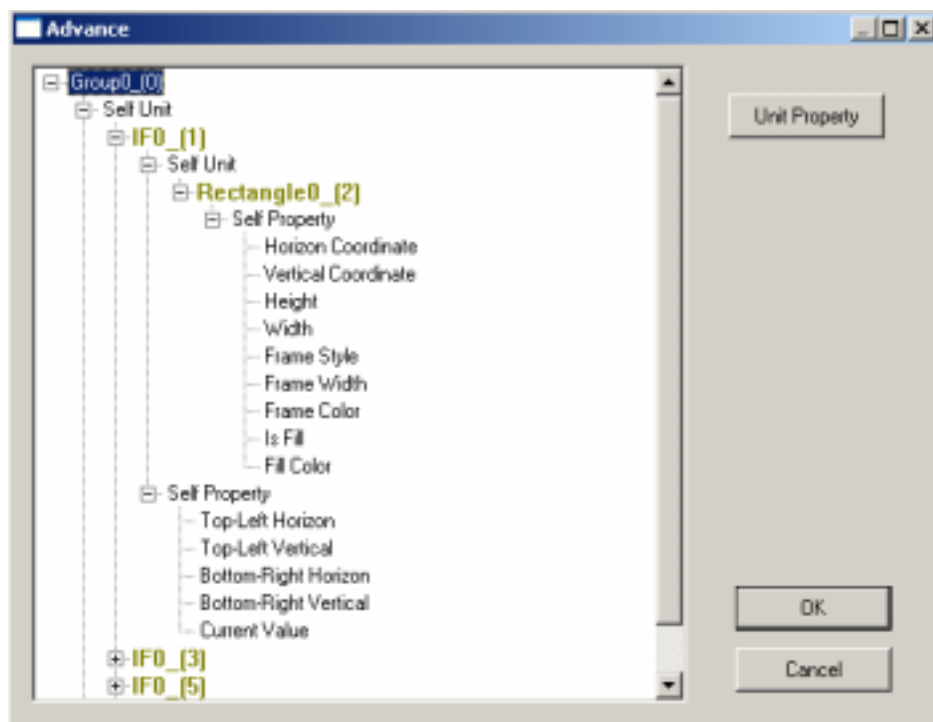 Advance
Group0_(0)
Self Unit
IF0_(1)
Self Unit
Rectangle0_(2)
Self Property
Horizon Coordinate
Vertical Coordinate
Height
Width
Frame Style
Frame Width
Frame Color
Is Fill
Fill Color
Self Property
Top-Left Horizon
Top-Left Vertical
Bottom-Right Horizon
Bottom-Right Vertical
Current Value
IF0_(3)
IF0_(5)
Unit Property
OK
Cancel